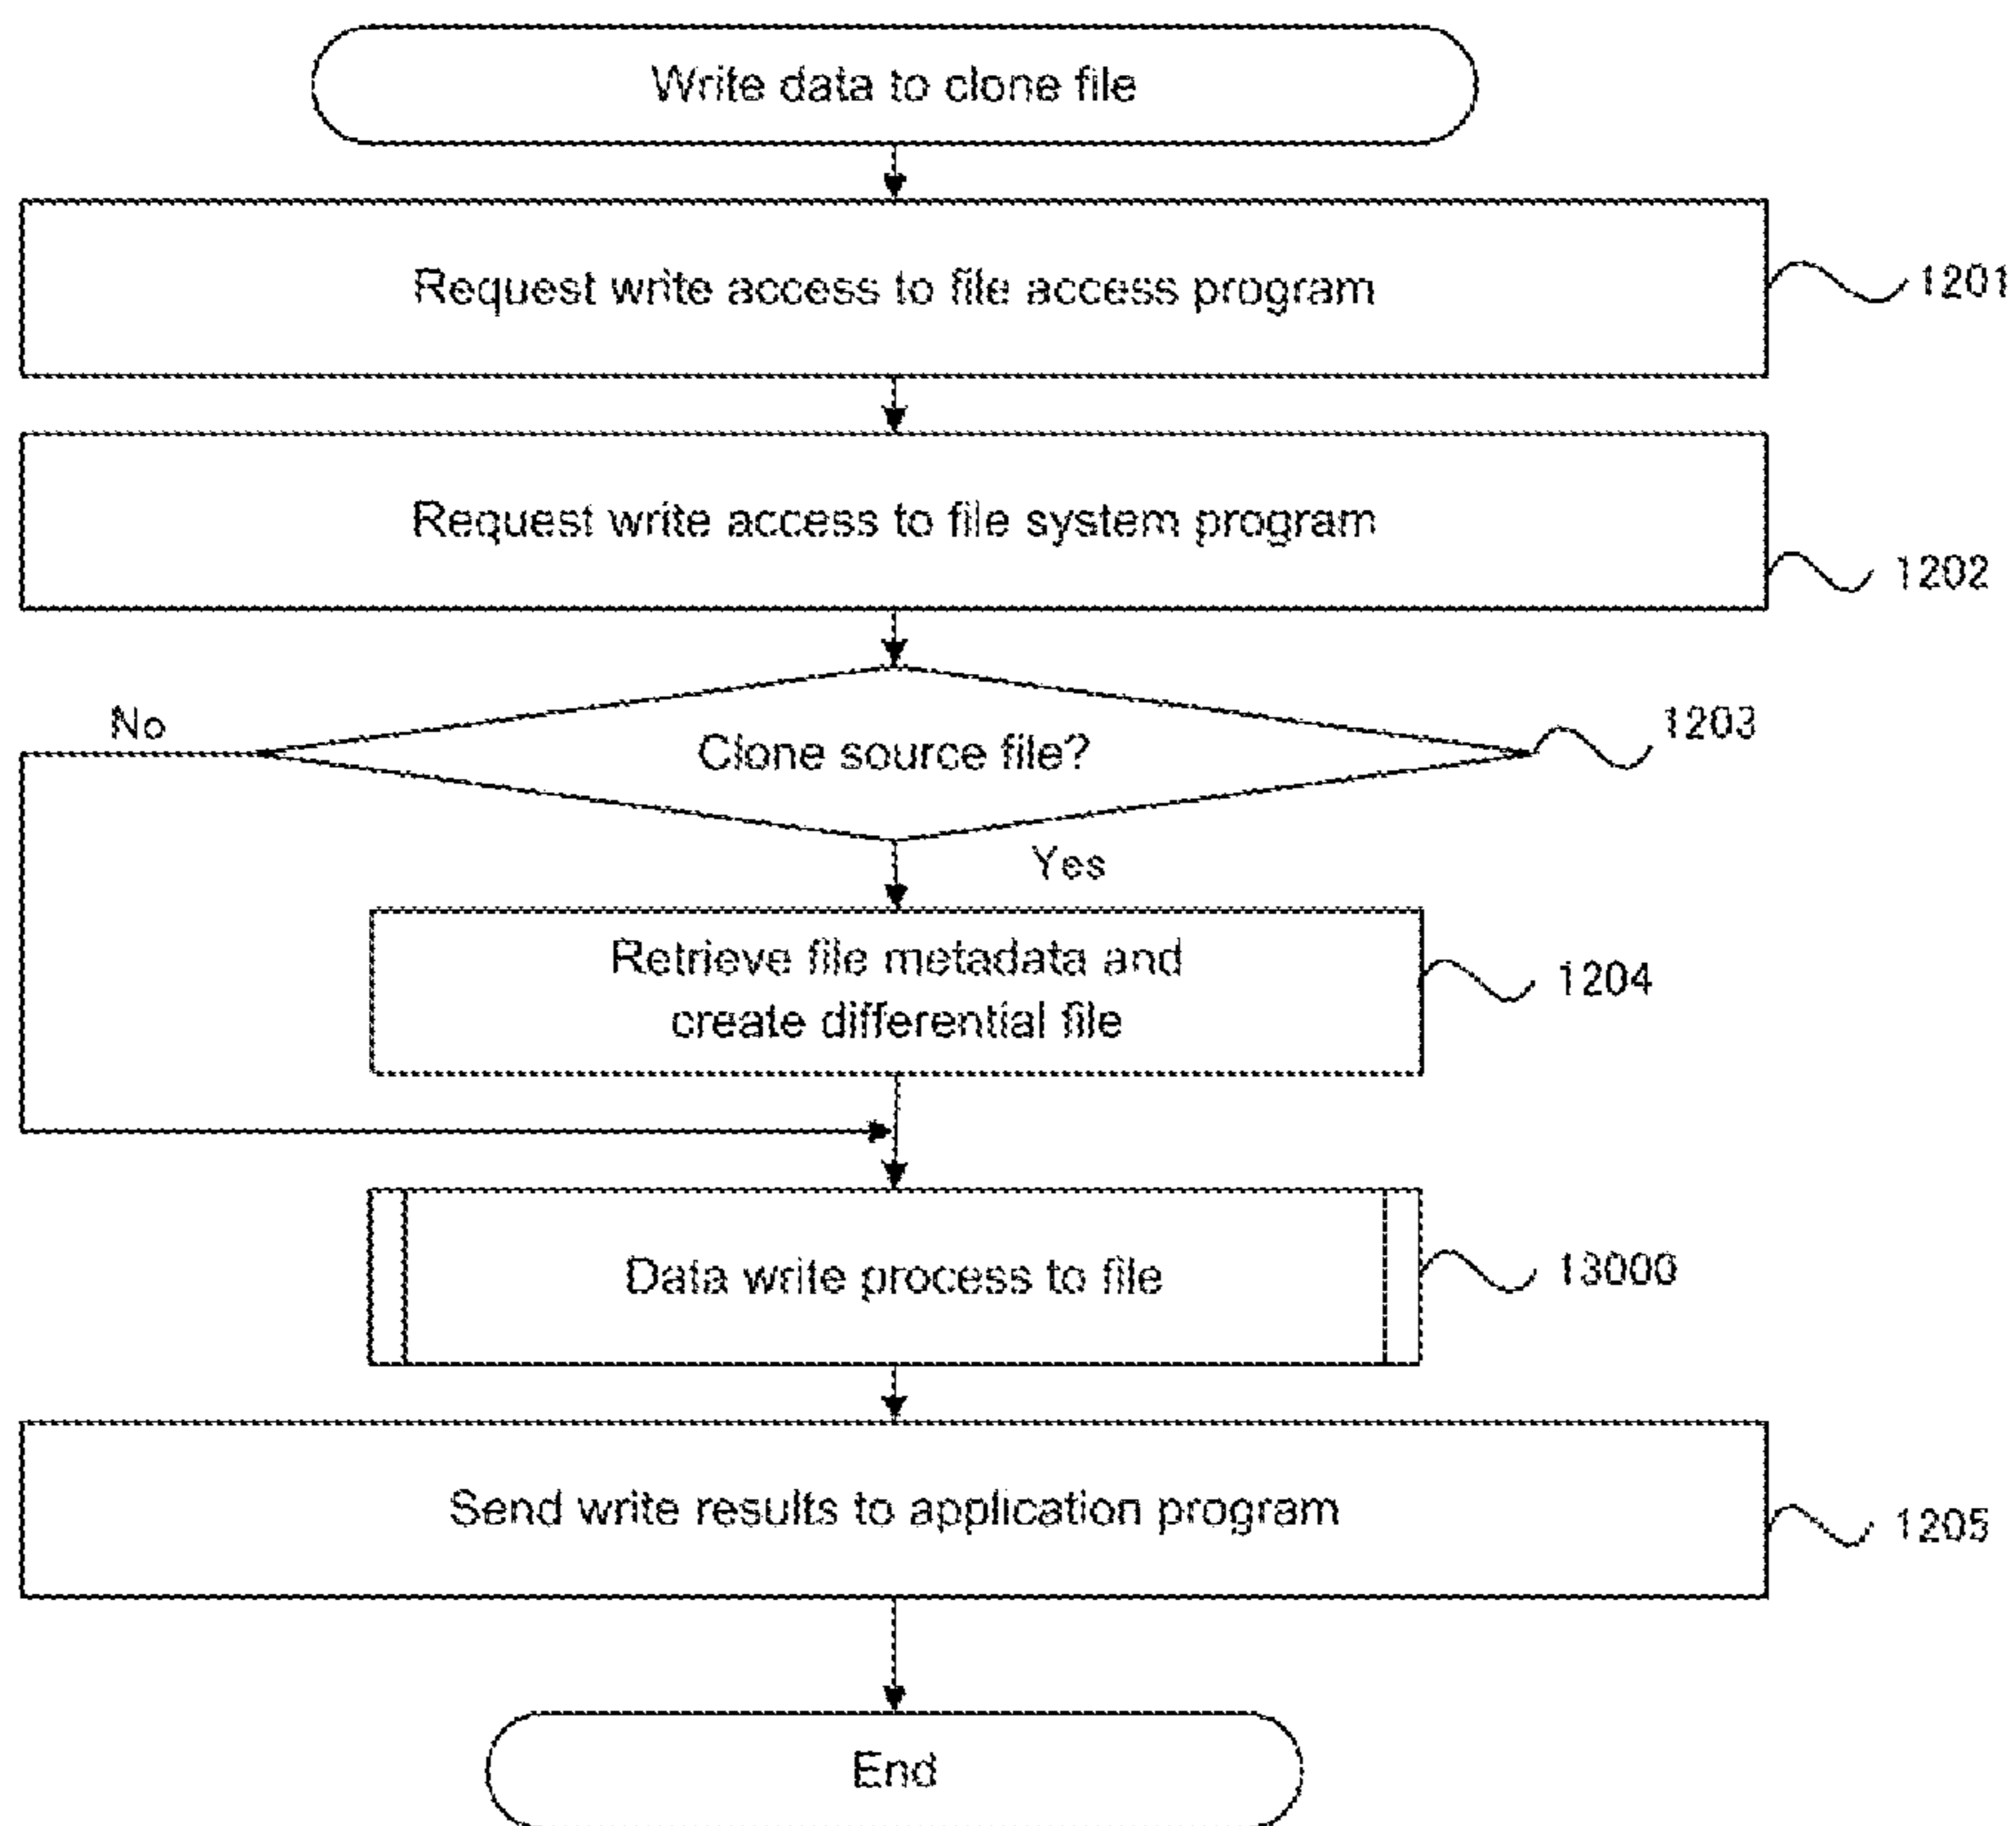 Write data to clone file
Request write access to file access program
1201
Request write access to file system program
1202
No
Clone source file?
1203
Yes
Retrieve file metadata and
create differential file
1204
Data write process to file
13000
Send write results to application program
1205
End